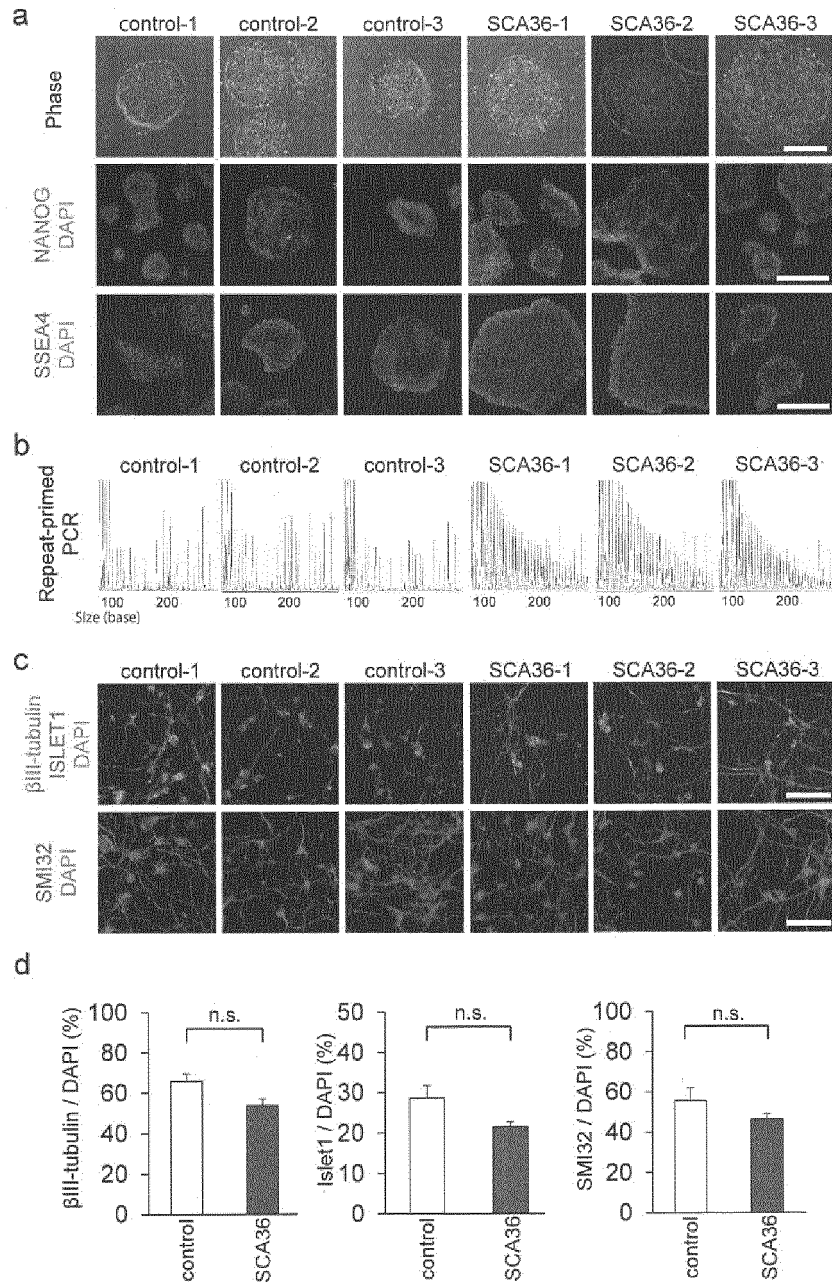 a
control-1 control-2 control-3 SCA36-1 SCA36-2 SCA36-3
Phase
NANOG
DAPI
SSEA4
DAPI
b
control-1 control-2 control-3 SCA36-1 SCA36-2 SCA36-3
Repeat-primed
PCR
100 200 100 200 100 200 100 200 100 200 100 200
Size (base)
c
control-1 control-2 control-3 SCA36-1 SCA36-2 SCA36-3
βIII-tubulin
ISLET1
DAPI
SMI32
DAPI
d
βIII-tubulin / DAPI (%)
100
80
60
40
20
0
n.s.
control
SCA36
Islet1 / DAPI (%)
50
40
30
20
10
0
n.s.
control
SCA36
SMI32 / DAPI (%)
100
80
60
40
20
0
n.s.
control
SCA36